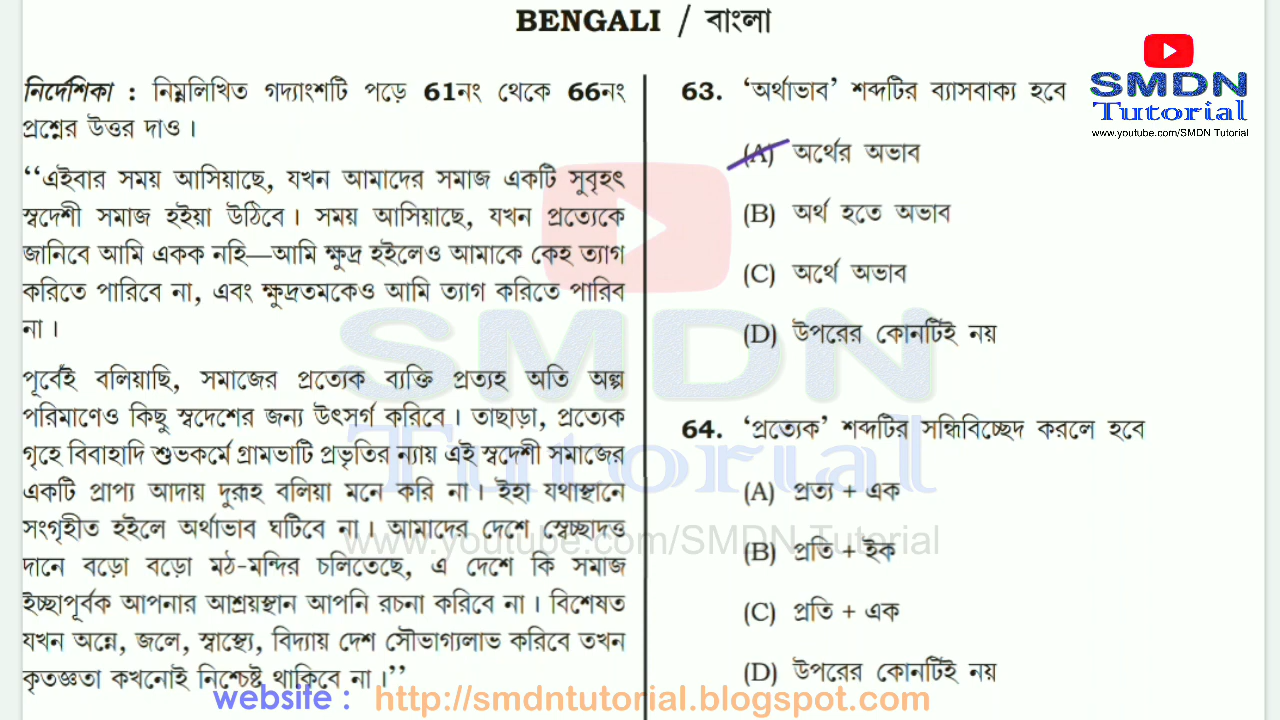 BENGALI / বাংলা
নির্দেশিকা : নিম্নলিখিত গদ্যাংশটি পড়ে 61নং থেকে 66নং
প্রশ্নের উত্তর দাও ।
‘‘এইবার সময় আসিয়াছে, যখন আমাদের সমাজ একটি সুবৃহৎ
স্বদেশী সমাজ হইয়া উঠিবে । সময় আসিয়াছে, যখন প্রত্যেকে
জানিবে আমি একক নহি—আমি ক্ষুদ্র হইলেও আমাকে কেহ ত্যাগ
করিতে পারিবে না, এবং ক্ষুদ্রতমকেও আমি ত্যাগ করিতে পারিব
না ।
পূর্বেই বলিয়াছি, সমাজের প্রত্যেক ব্যক্তি প্রত্যহ অতি অল্প
পরিমাণেও কিছু স্বদেশের জন্য উৎসর্গ করিবে । তাছাড়া, প্রত্যেক
গৃহে বিবাহাদি শুভকর্মে গ্রামভাটি প্রভৃতির ন্যায় এই স্বদেশী সমাজের
একটি প্রাপ্য আদায় দুরূহ বলিয়া মনে করি না । ইহা যথাস্থানে
সংগৃহীত হইলে অর্থাভাব ঘটিবে না । আমাদের দেশে স্বেচ্ছাদত্ত
দানে বড়ো বড়ো মঠ-মন্দির চলিতেছে, এ দেশে কি সমাজ
ইচ্ছাপূর্বক আপনার আশ্রয়স্থান আপনি রচনা করিবে না । বিশেষত
যখন অন্নে, জলে, স্বাস্থ্যে, বিদ্যায় দেশ সৌভাগ্যলাভ করিবে তখন
কৃতজ্ঞতা কখনোই নিশ্চেষ্ট থাকিবে না ।’’
63. ‘অর্থাভাব’ শব্দটির ব্যাসবাক্য হবে
(A) অর্থের অভাব
(B) অর্থ হতে অভাব
(C) অর্থে অভাব
(D) উপরের কোনটিই নয়
64. ‘প্রত্যেক’ শব্দটির সন্ধিবিচ্ছেদ করলে হবে
(A) প্রত্য + এক
(B) প্রতি + ইক
(C) প্রতি + এক
(D) উপরের কোনটিই নয়
SMDN
Tutorial
www.youtube.com/SMDN Tutorial
SMDN
Tutorial
www.youtube.com/SMDN Tutorial
website : http://smdntutorial.blogspot.com